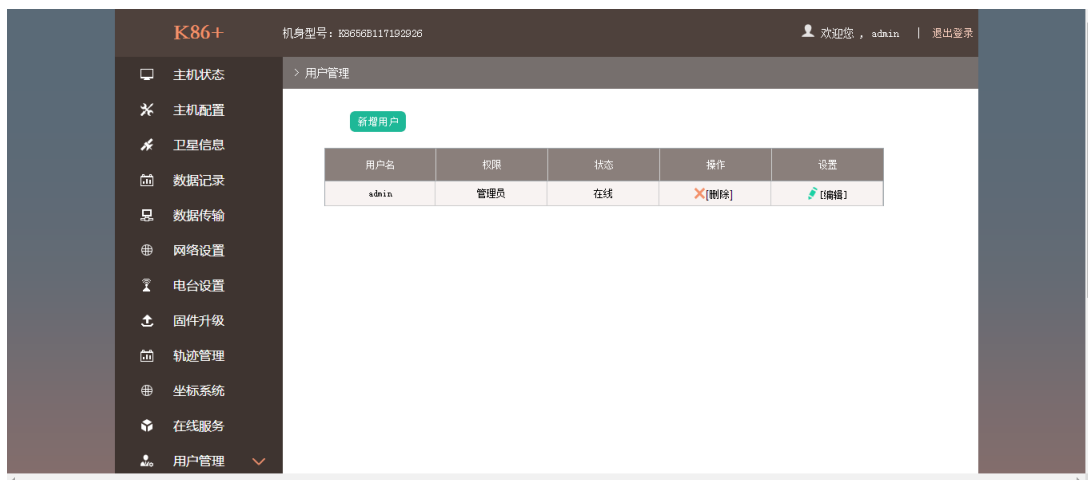 K86+
机身型号：K8656B117192926
欢迎您，admin | 退出登录
主机状态
主机配置
卫星信息
数据记录
数据传输
网络设置
电台设置
固件升级
轨迹管理
坐标系统
在线服务
用户管理
> 用户管理
新增用户
用户名 权限 状态 操作 设置
admin 管理员 在线 [删除] [编辑]